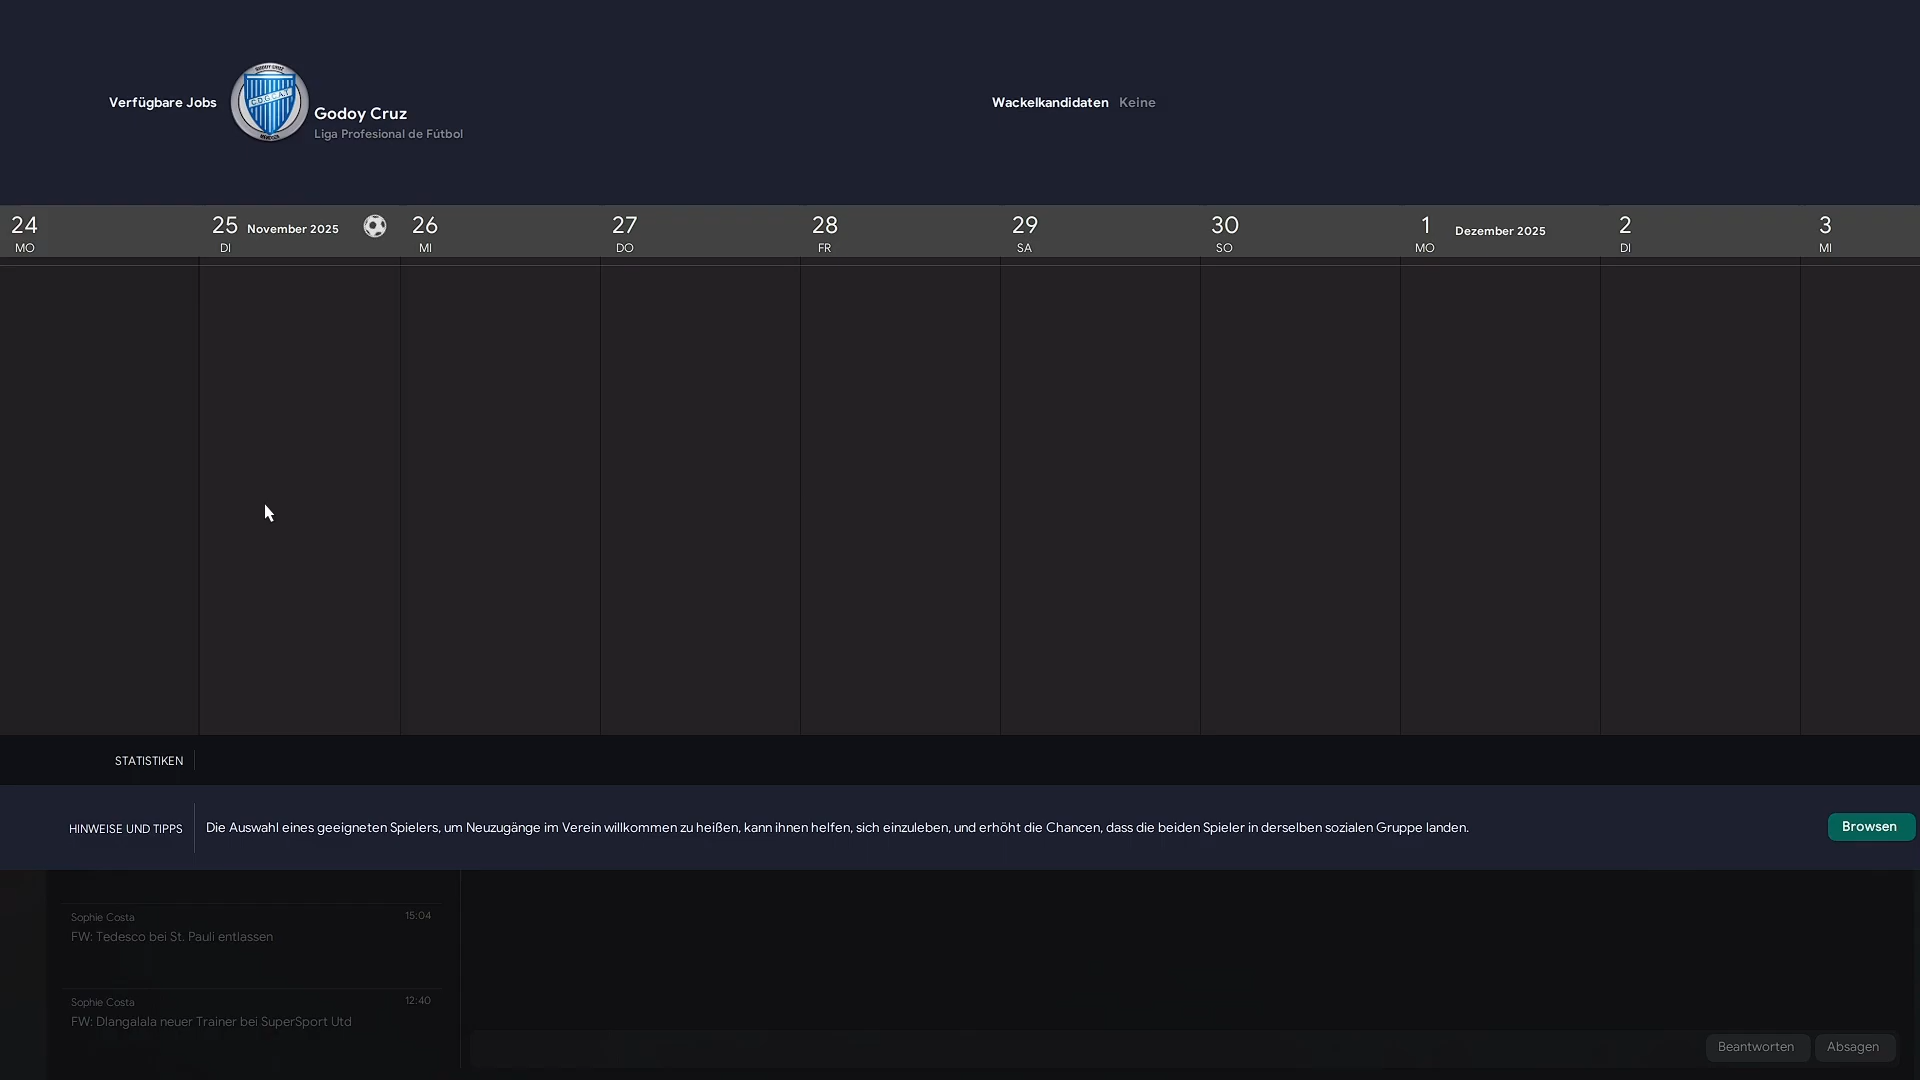 Verfügbare Jobs
Godoy Cruz
Liga Profesional de Fútbol
Wackelkandidaten Keine
24
MO
25 November 2025
DI
26
MI
27
DO
28
FR
29
SA
30
SO
1 Dezember 2025
MO
2
DI
3
MI
STATISTIKEN
HINWEISE UND TIPPS
Die Auswahl eines geeigneten Spielers, um Neuzugänge im Verein willkommen zu heißen, kann ihnen helfen, sich einzuleben, und erhöht die Chancen, dass die beiden Spieler in derselben sozialen Gruppe landen.
Browsen
Sophie Costa 15:04
FW: Tedesco bei St. Pauli entlassen
Sophie Costa 12:40
FW: Dlangalala neuer Trainer bei SuperSport Utd
Beantworten
Absagen